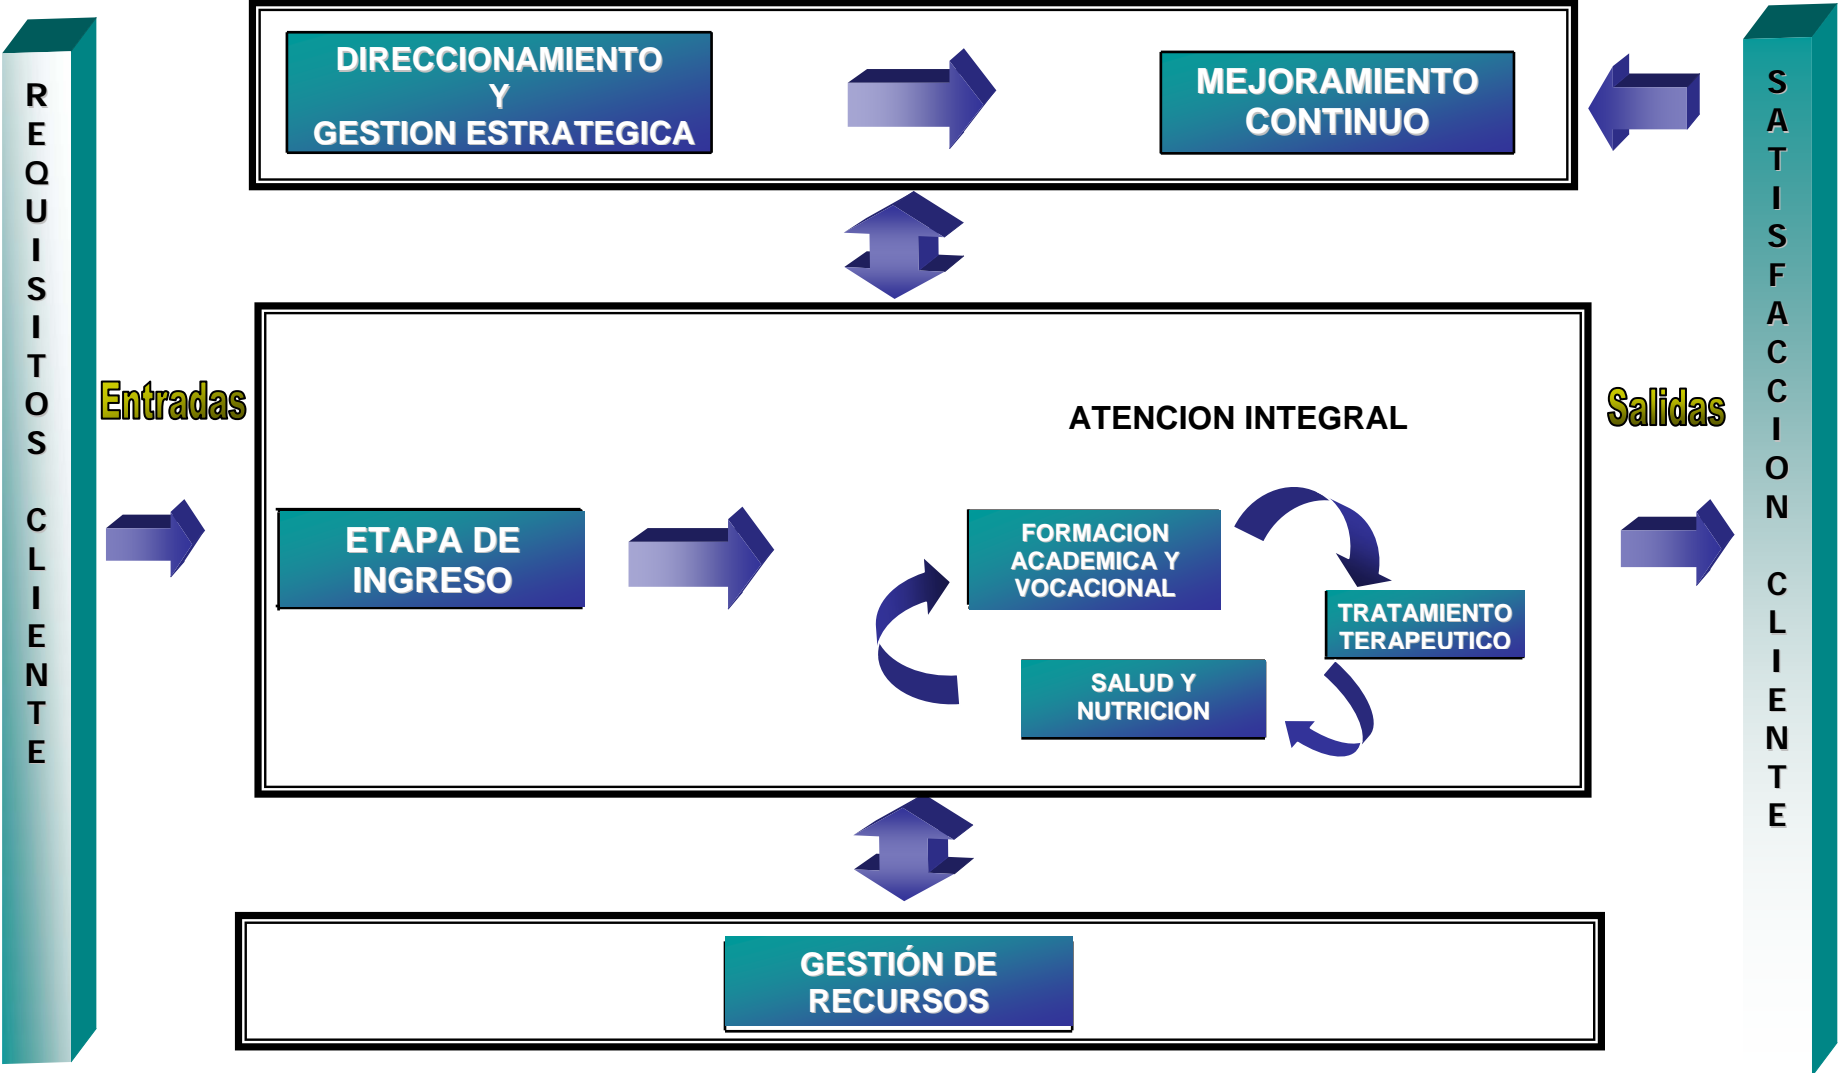 REQUISITOS CLIENTE
DIRECCIONAMIENTO
Y
GESTION ESTRATEGICA
MEJORAMIENTO
CONTINUO
SATISFACCION CLIENTE
Entradas
Salidas
ATENCION INTEGRAL
ETAPA DE
INGRESO
FORMACION
ACADEMICA Y
VOCACIONAL
TRATAMIENTO
TERAPEUTICO
SALUD Y
NUTRICION
GESTIÓN DE
RECURSOS